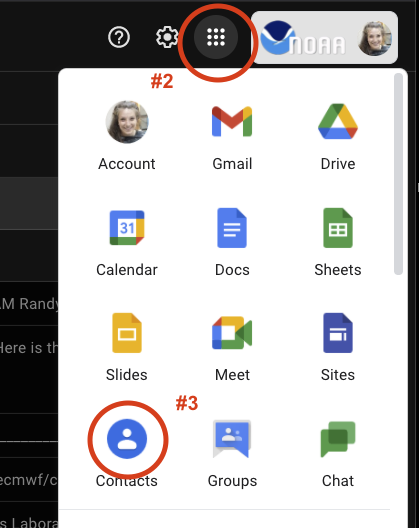 NOAA
#2
Account Gmail Drive
31
Calendar Docs Sheets
AM Randy
Here is th
Slides Meet Sites
#3
ecmwf/c
Contacts Groups Chat
s Labora